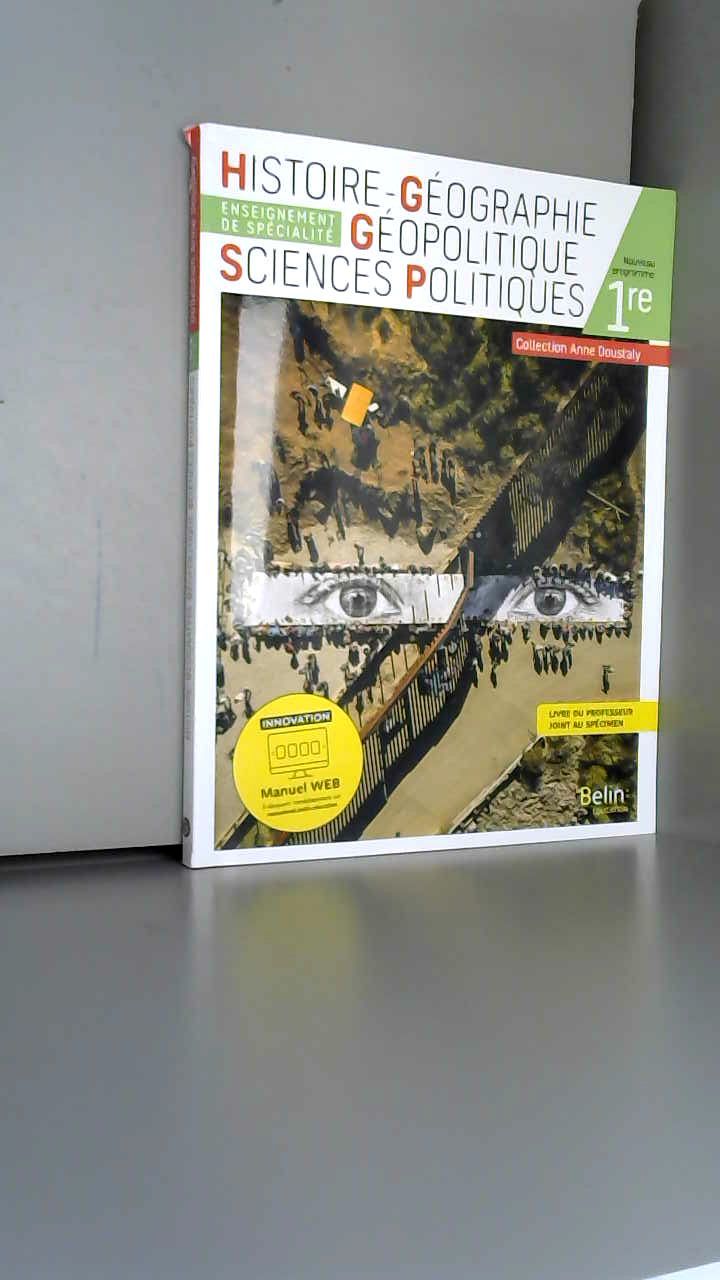 HISTOIRE-GÉOGRAPHIE
ENSEIGNEMENT
DE SPÉCIALITÉ
GÉOPOLITIQUE
SCIENCES POLITIQUES
Nouveau
programme
1re
Collection Anne Doustaly
INNOVATION
Manuel WEB
LIVRE DU PROFESSEUR
JOINT AU SPÉCIMEN
Belin: